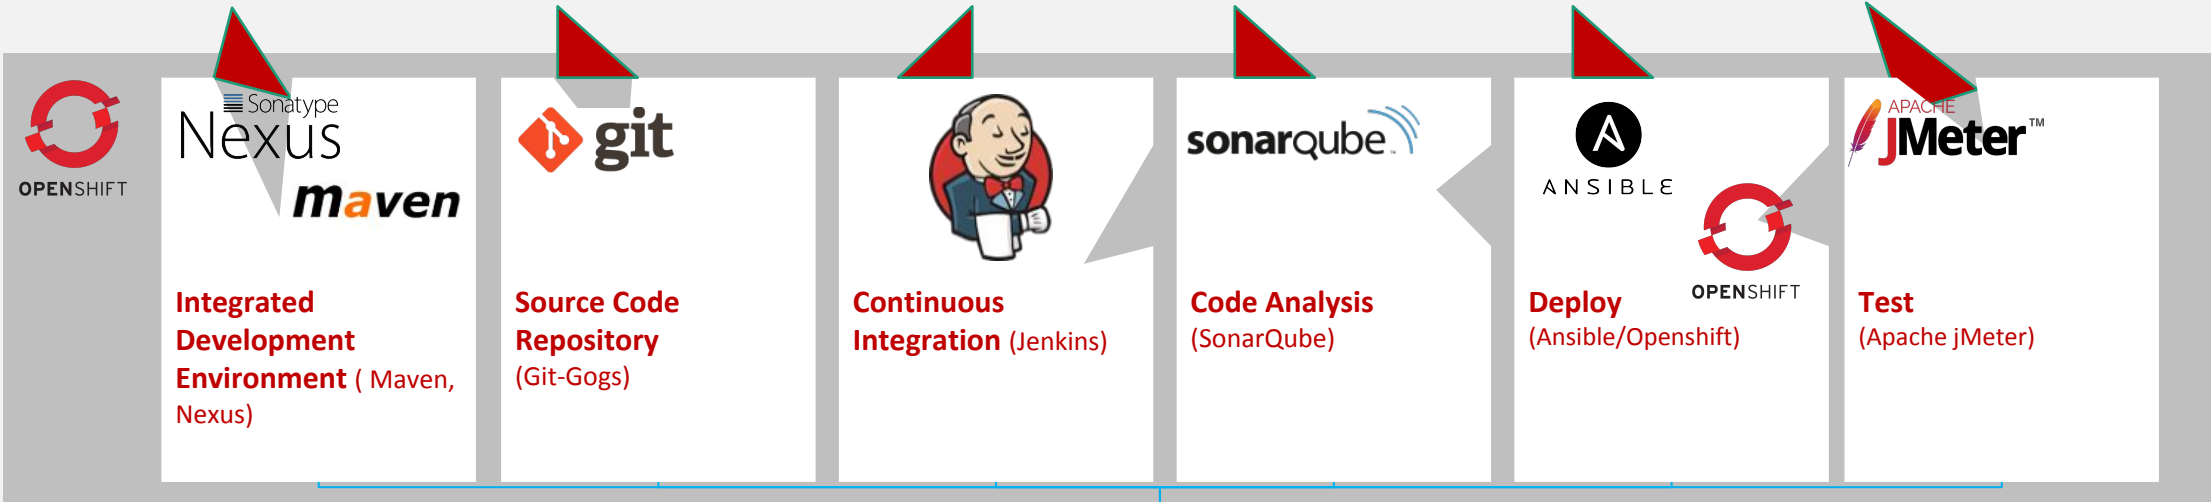 OPENSHIFT
Sonatype
Nexus
maven
Integrated
Development
Environment ( Maven,
Nexus)
git
Source Code
Repository
(Git-Gogs)
Continuous
Integration (Jenkins)
sonarqube
Code Analysis
(SonarQube)
A
ANSIBLE
OPENSHIFT
Deploy
(Ansible/Openshift)
APACHE
JMeter™
Test
(Apache jMeter)